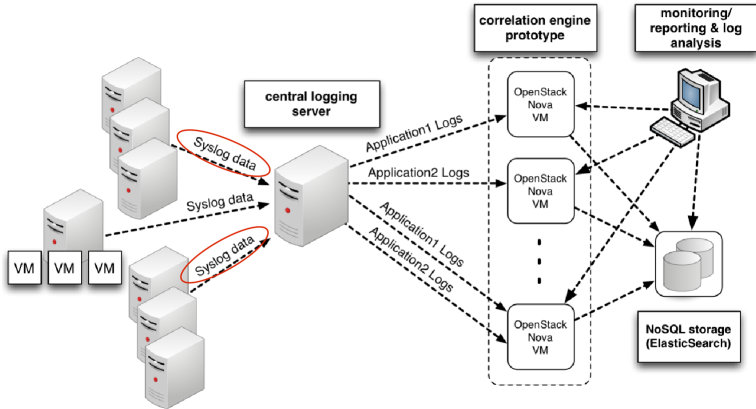 correlation engine
prototype
monitoring/
reporting & log
analysis
central logging
server
OpenStack
Nova
VM
Syslog data
Application1 Logs
Application2 Logs
OpenStack
Nova
VM
Syslog data
Application1 Logs
Application2 Logs
VM
VM
VM
Syslog data
OpenStack
Nova
VM
NoSQL storage
(ElasticSearch)